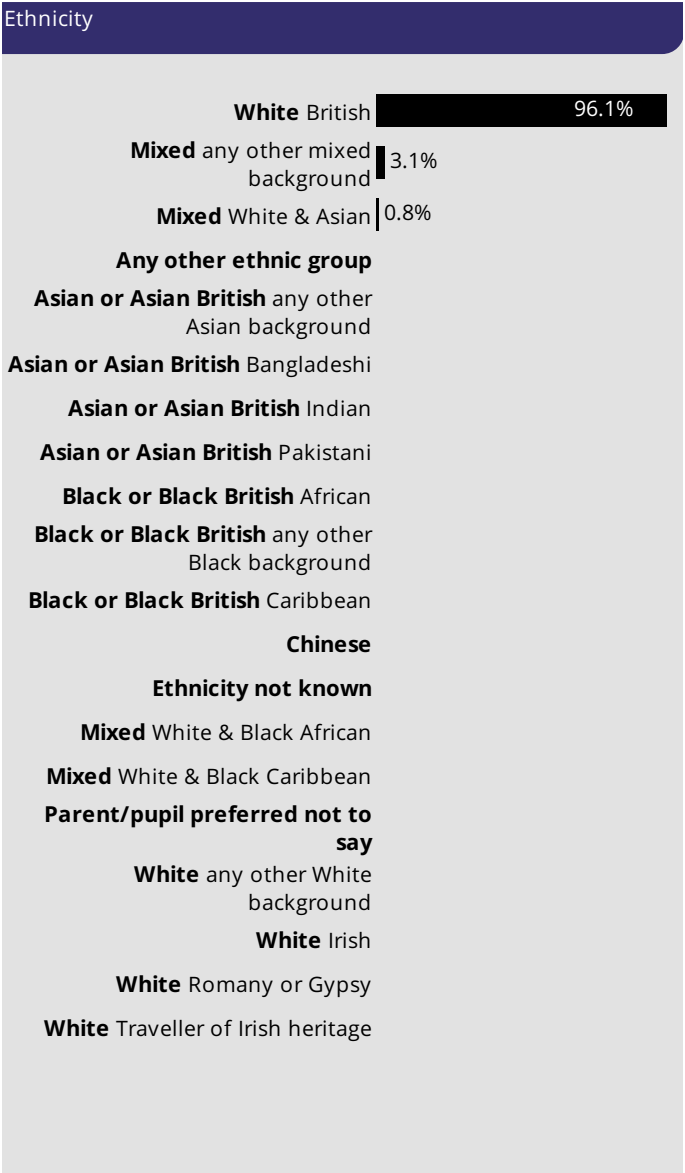 Ethnicity
White British 96.1%
Mixed any other mixed
background 3.1%
Mixed White & Asian 0.8%
Any other ethnic group
Asian or Asian British any other
Asian background
Asian or Asian British Bangladeshi
Asian or Asian British Indian
Asian or Asian British Pakistani
Black or Black British African
Black or Black British any other
Black background
Black or Black British Caribbean
Chinese
Ethnicity not known
Mixed White & Black African
Mixed White & Black Caribbean
Parent/pupil preferred not to
say
White any other White
background
White Irish
White Romany or Gypsy
White Traveller of Irish heritage